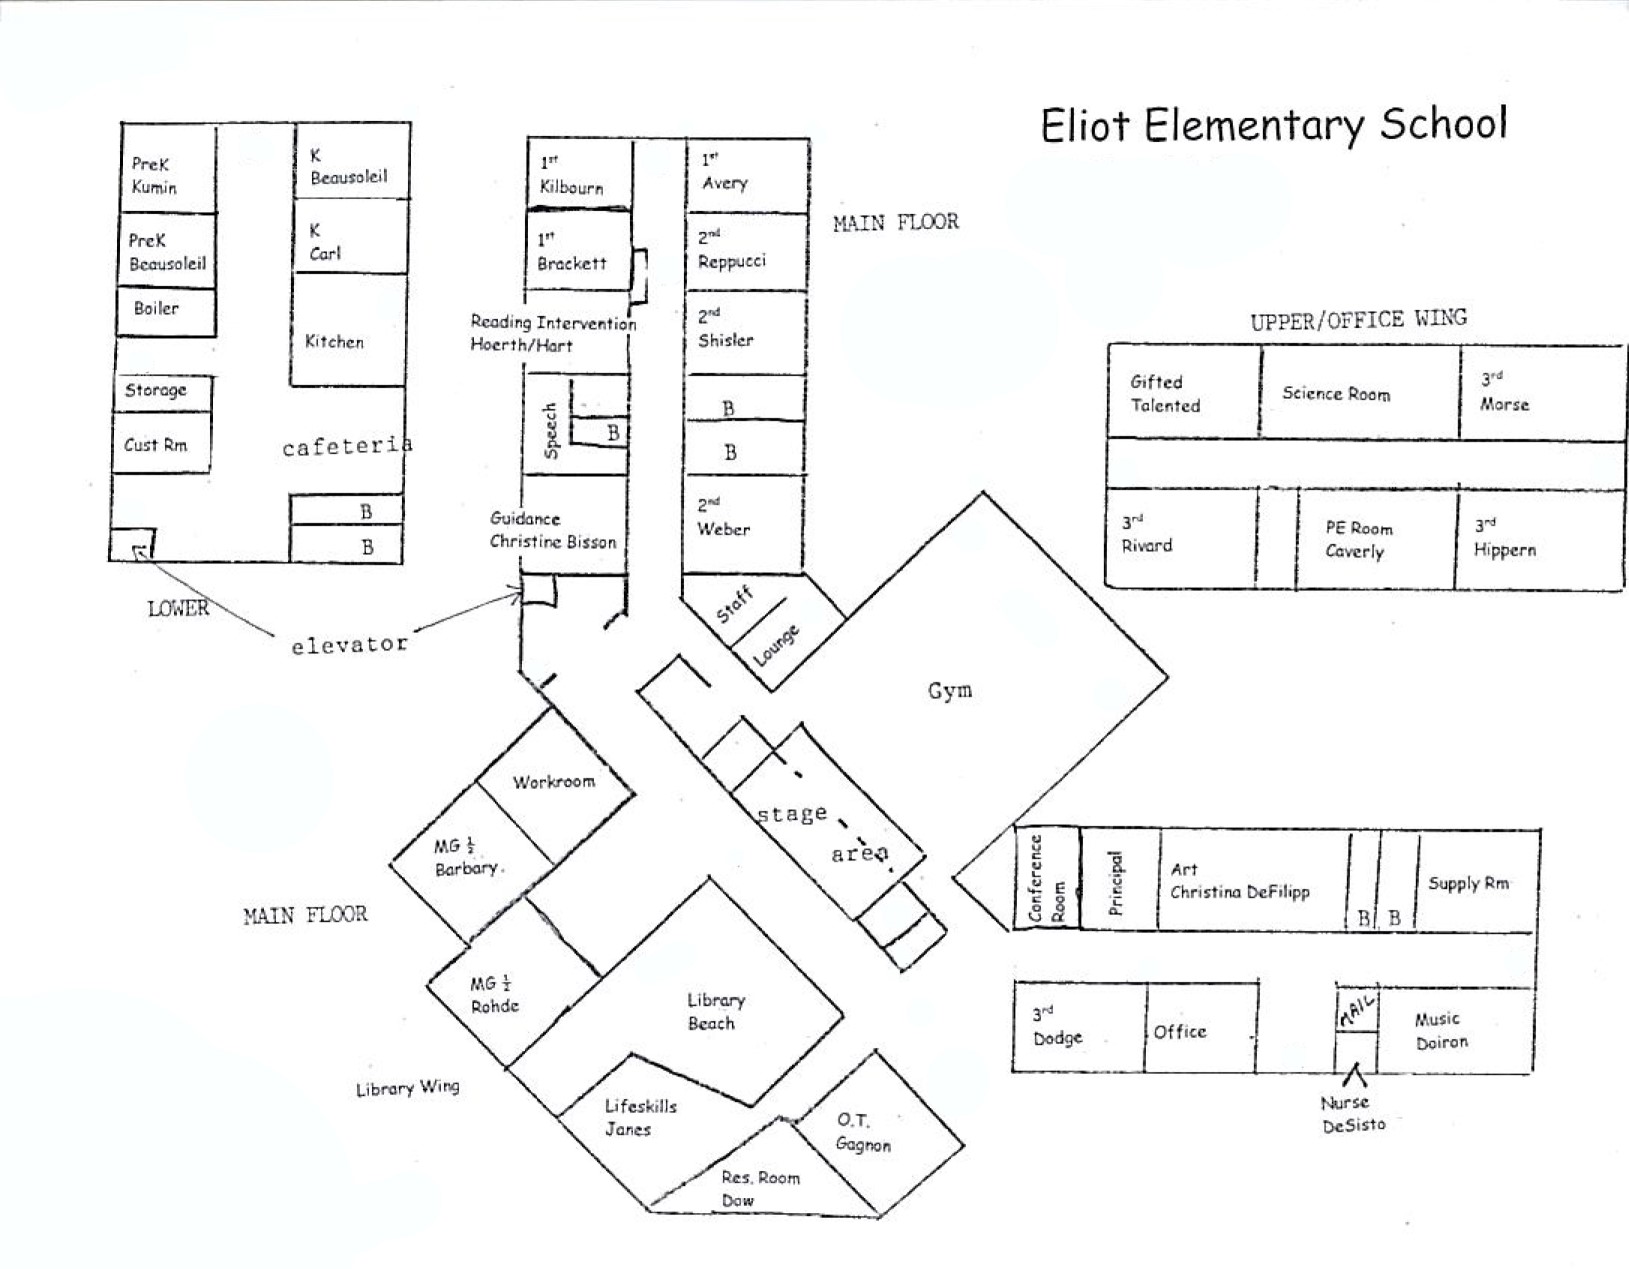 Eliot Elementary School
PreK
Kumin
K
Beausoleil
PreK
Beausoleil
K
Carl
Boiler
Kitchen
Storage
Cust Rm
cafeteria
B
B
LOWER
elevator
1st
Kilbourn
1st
Avery
MAIN FLOOR
1st
Brackett
2nd
Reppucci
Reading Intervention
Hoerth/Hart
2nd
Shisler
Speech
B
B
B
Guidance
Christine Bisson
2nd
Weber
Staff
Lounge
Gym
UPPER/OFFICE WING
Gifted
Talented
Science Room
3rd
Morse
3rd
Rivard
PE Room
Caverly
3rd
Hippern
Workroom
MG ½
Barbary.
stage
area
MAIN FLOOR
MG ½
Rohde
Library
Beach
Library Wing
Lifeskills
Janes
O.T.
Gagnon
Res. Room
Dow
Conference
Room
Principal
Art
Christina DeFilipp
B
B
Supply Rm
3rd
Dodge
Office
MAIL
Music
Doiron
Nurse
DeSisto